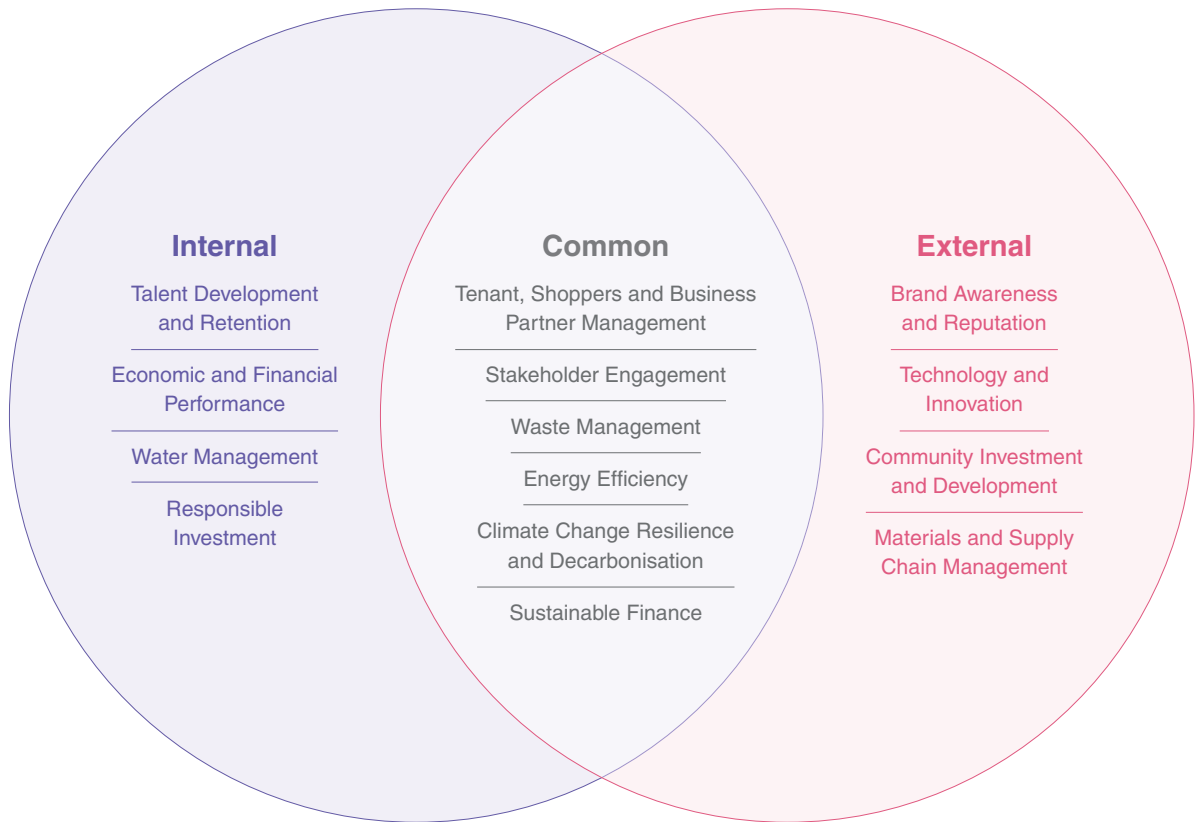 Internal
Talent Development
and Retention
Economic and Financial
Performance
Water Management
Responsible
Investment
Common
Tenant, Shoppers and Business
Partner Management
Stakeholder Engagement
Waste Management
Energy Efficiency
Climate Change Resilience
and Decarbonisation
Sustainable Finance
External
Brand Awareness
and Reputation
Technology and
Innovation
Community Investment
and Development
Materials and Supply
Chain Management